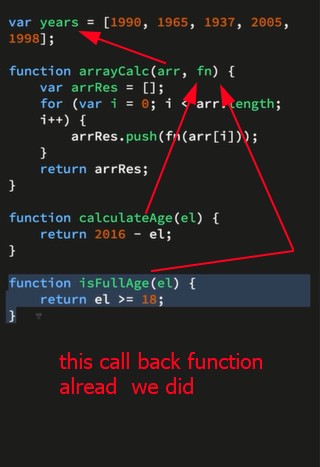 var years = [1990, 1965, 1937, 2005,
1998];
function arrayCalc(arr, fn) {
var arrRes = [];
for (var i = 0; i < arr.length;
i++) {
arrRes.push(fn(arr[i]));
}
return arrRes;
}
function calculateAge(el) {
return 2016 - el;
}
function isFullAge(el) {
return el >= 18;
}
this call back function
alread we did